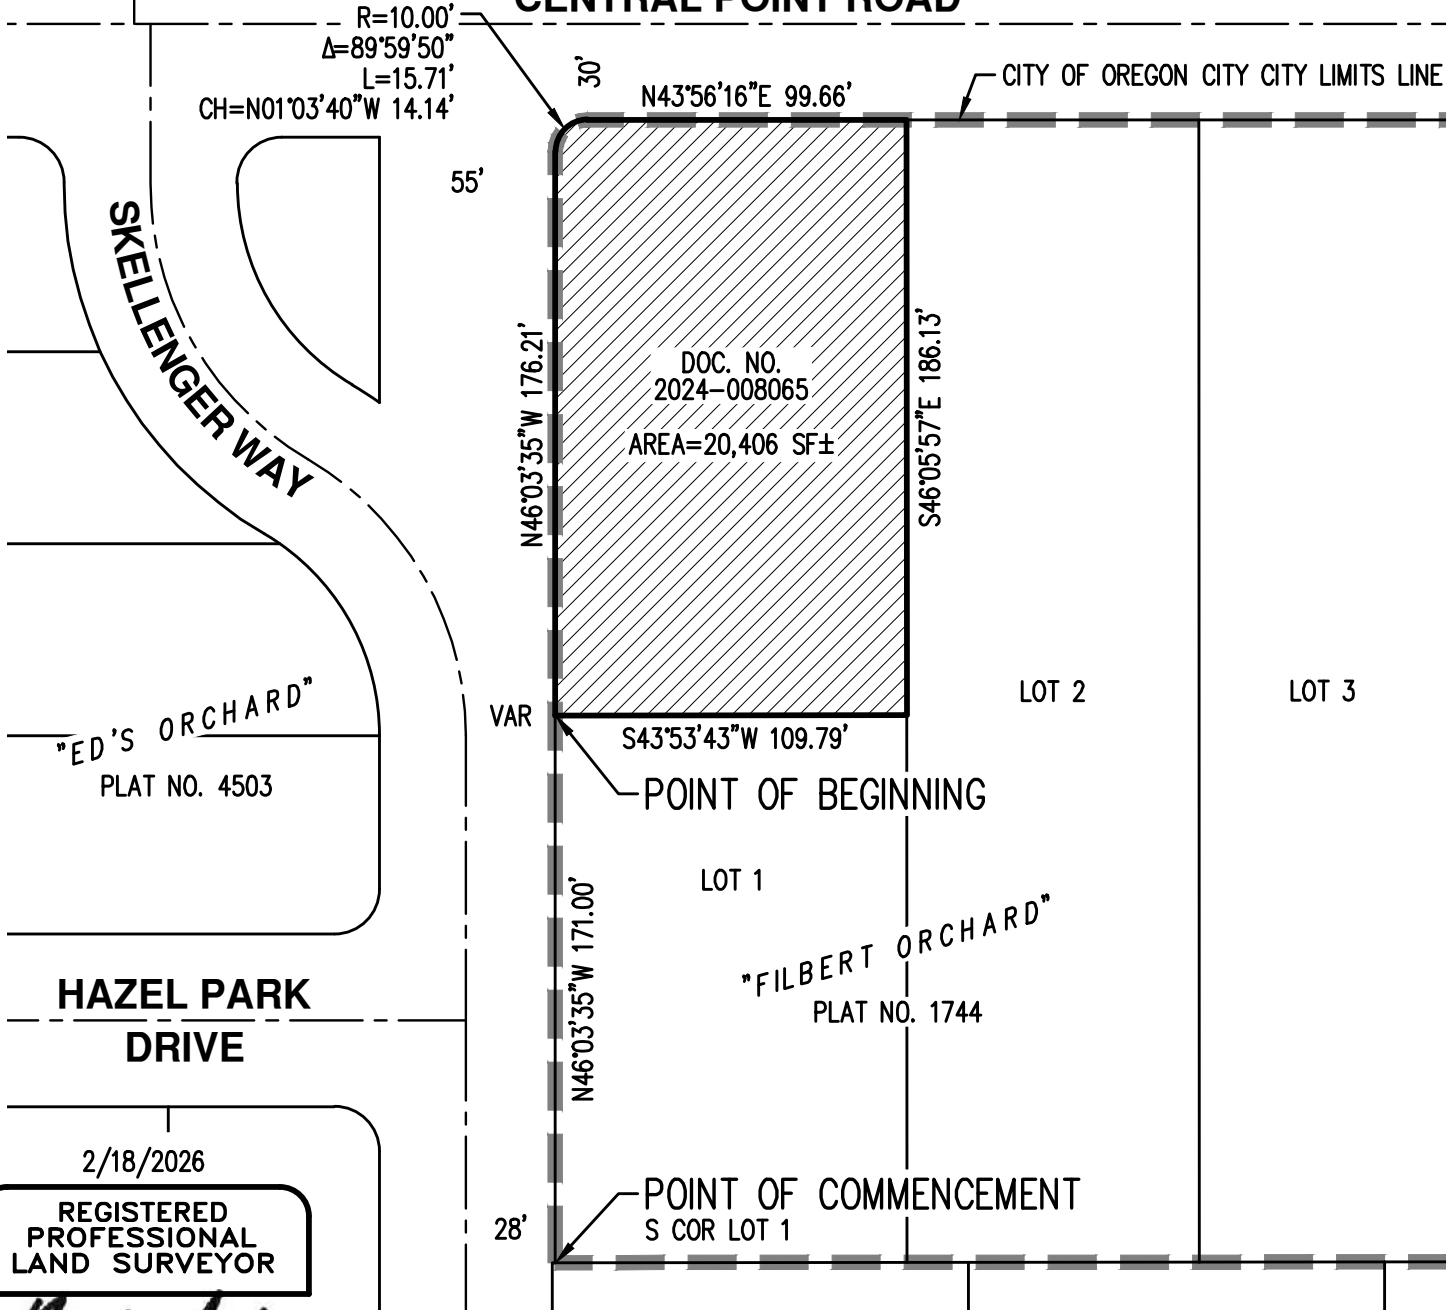 CENTRAL POINT ROAD
R=10.00'
Δ=89°59'50"
L=15.71'
CH=N01°03'40"W 14.14'
30'
N43°56'16"E 99.66'
CITY OF OREGON CITY CITY LIMITS LINE
55'
SKELLENGER WAY
N46°03'35"W 176.21'
DOC. NO.
2024-008065
AREA=20,406 SF±
S46°05'57"E 186.13'
LOT 2
LOT 3
"ED'S ORCHARD"
PLAT NO. 4503
VAR
S43°53'43"W 109.79'
POINT OF BEGINNING
LOT 1
N46°03'35"W 171.00'
"FILBERT ORCHARD"
PLAT NO. 1744
HAZEL PARK
DRIVE
2/18/2026
REGISTERED
PROFESSIONAL
LAND SURVEYOR
28'
POINT OF COMMENCEMENT
S COR LOT 1